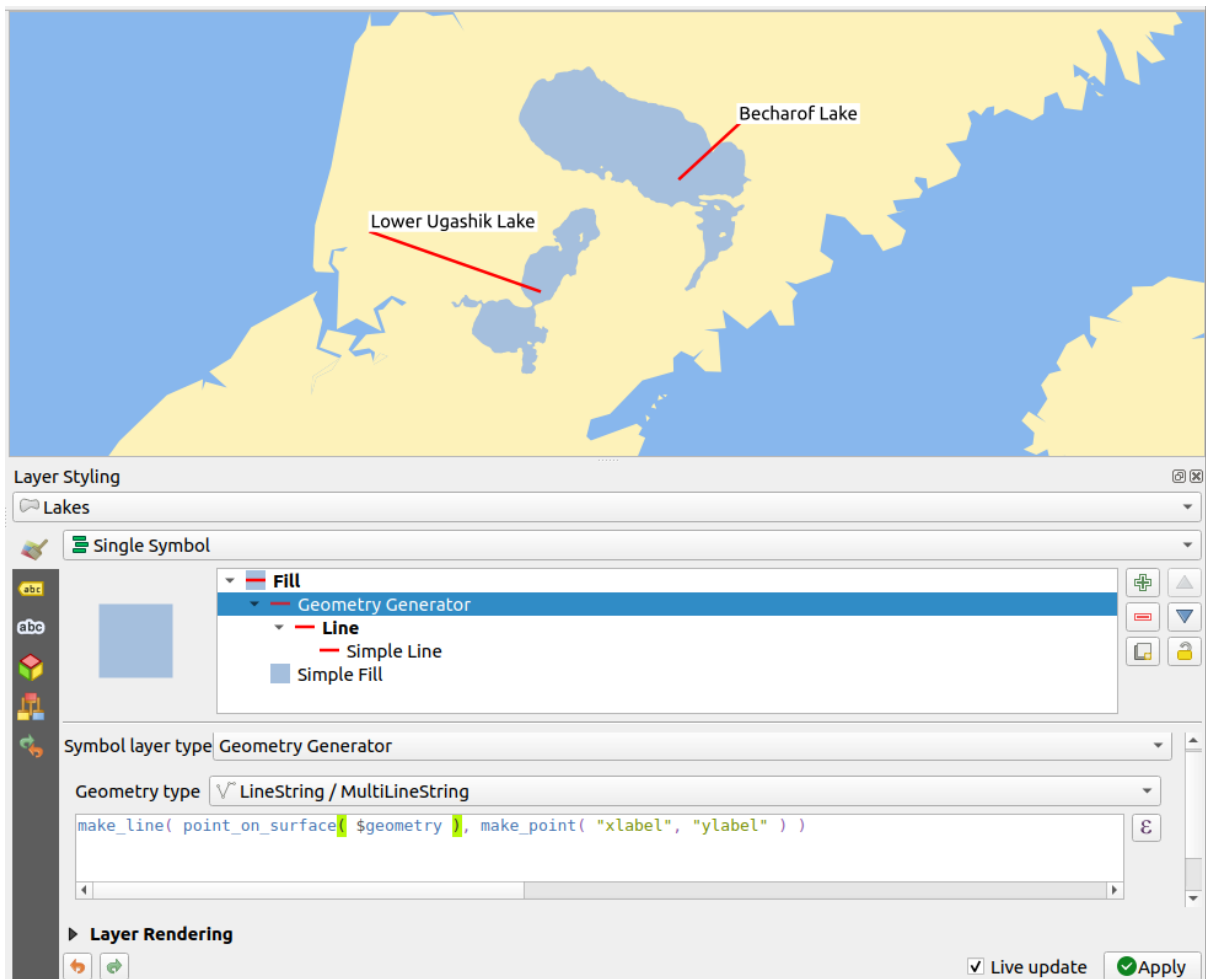 Becharof Lake
Lower Ugashik Lake
Layer Styling
Lakes
Single Symbol
abc
abc
Fill
Geometry Generator
Line
Simple Line
Simple Fill
Symbol layer type Geometry Generator
Geometry type LineString / MultiLineString
make_line( point_on_surface( $geometry ), make_point( "xlabel", "ylabel" ) )
ε
Layer Rendering
Live update Apply